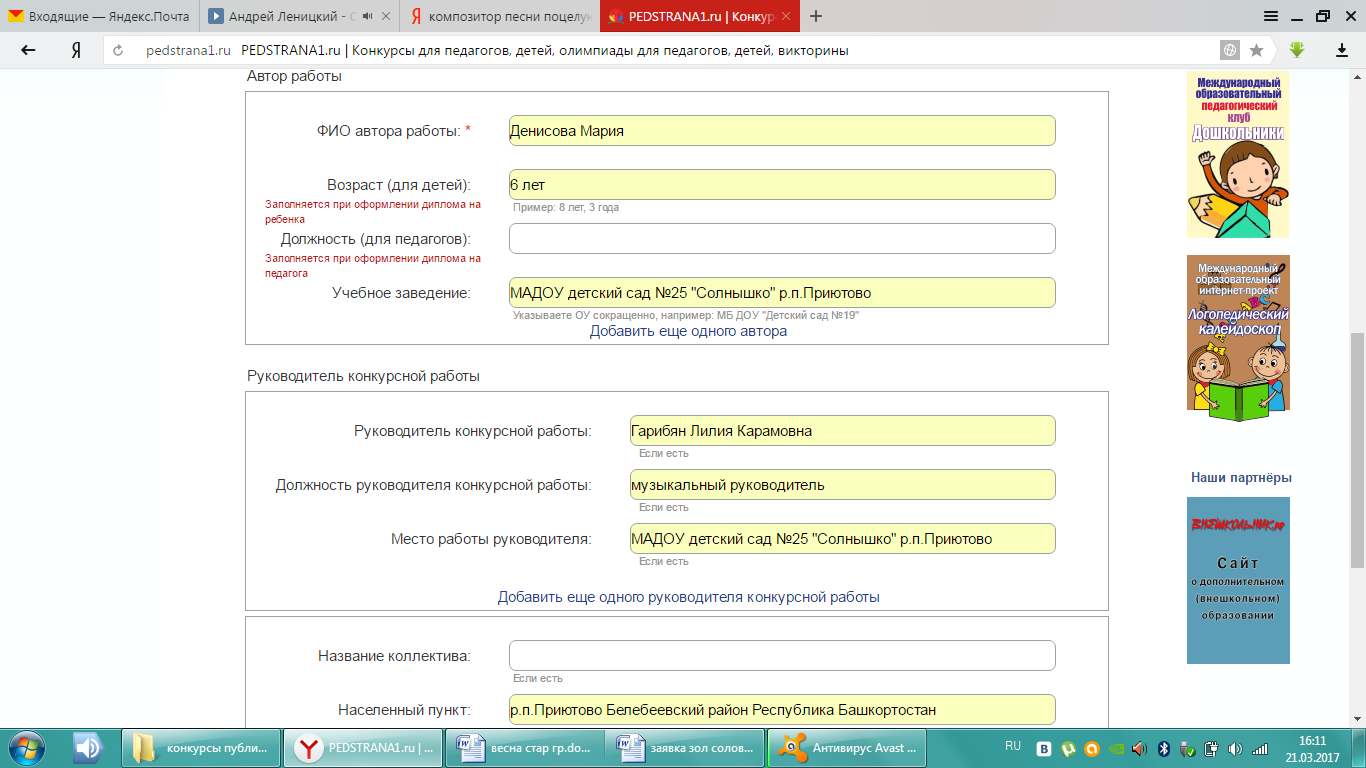 Входящие — Яндекс.Почта
Андрей Леницкий - С
композитор песни поцелу
PEDSTRANA1.ru | Конкур
pedstrana1.ru PEDSTRANA1.ru | Конкурсы для педагогов, детей, олимпиады для педагогов, детей, викторины
Автор работы
ФИО автора работы: *
Денисова Мария
Возраст (для детей):
6 лет
Заполняется при оформлении диплома на
ребенка
Пример: 8 лет, 3 года
Должность (для педагогов):
Заполняется при оформлении диплома на
педагога
Учебное заведение:
МАДОУ детский сад №25 "Солнышко" р.п.Приютово
Указываете ОУ сокращенно, например: МБ ДОУ "Детский сад №19"
Добавить еще одного автора
Руководитель конкурсной работы
Руководитель конкурсной работы:
Гарибян Лилия Карамовна
Если есть
Должность руководителя конкурсной работы:
музыкальный руководитель
Если есть
Место работы руководителя:
МАДОУ детский сад №25 "Солнышко" р.п.Приютово
Если есть
Добавить еще одного руководителя конкурсной работы
Название коллектива:
Если есть
Населенный пункт:
р.п.Приютово Белебеевский район Республика Башкортостан
Международный
образовательный
педагогический
клуб
Дошкольники
Международный
образовательный
интернет-проект
АВС
Логопедический
калейдоскоп
Наши партнёры
ВНЕШКОЛЬНИК.РФ
Сайт
о дополнительном
(внешкольном)
образовании
конкурсы публи...
PEDSTRANA1.ru | ...
весна стар гр.do...
заявка зол солов...
Антивирус Avast ...
RU
16:11
21.03.2017